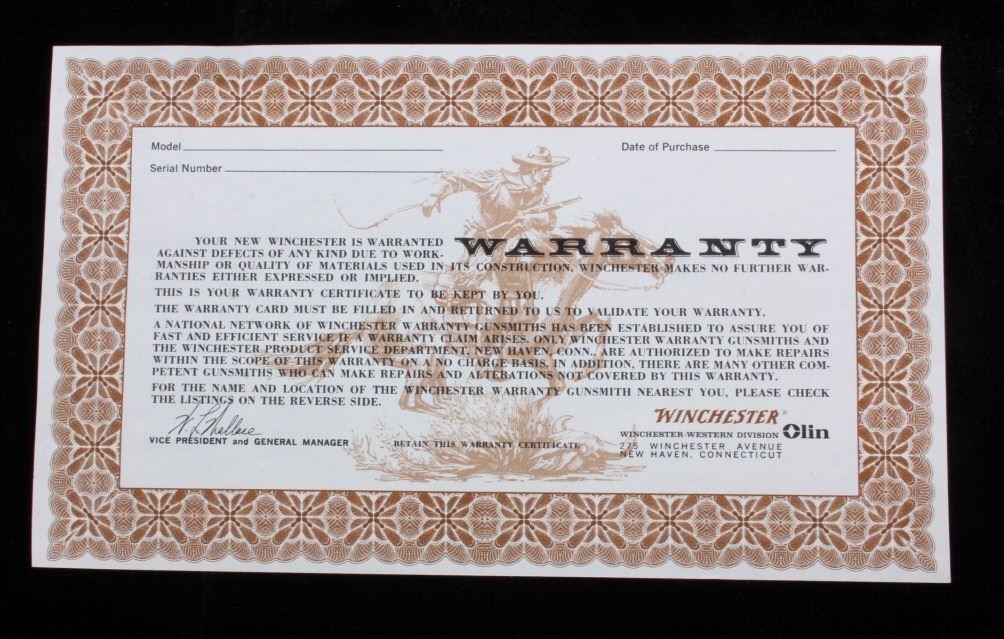 Model
Date of Purchase
Serial Number
WARRANTY
YOUR NEW WINCHESTER IS WARRANTED
AGAINST DEFECTS OF ANY KIND DUE TO WORK-
MANSHIP OR QUALITY OF MATERIALS USED IN ITS CONSTRUCTION. WINCHESTER MAKES NO FURTHER WAR-
RANTIES EITHER EXPRESSED OR IMPLIED.
THIS IS YOUR WARRANTY CERTIFICATE TO BE KEPT BY YOU.
THE WARRANTY CARD MUST BE FILLED IN AND RETURNED TO US TO VALIDATE YOUR WARRANTY.
A NATIONAL NETWORK OF WINCHESTER WARRANTY GUNSMITHS HAS BEEN ESTABLISHED TO ASSURE YOU OF
FAST AND EFFICIENT SERVICE IF A WARRANTY CLAIM ARISES. ONLY WINCHESTER WARRANTY GUNSMITHS AND
THE WINCHESTER PRODUCT SERVICE DEPARTMENT, NEW HAVEN, CONN., ARE AUTHORIZED TO MAKE REPAIRS
WITHIN THE SCOPE OF THIS WARRANTY ON A NO CHARGE BASIS. IN ADDITION, THERE ARE MANY OTHER COM-
PETENT GUNSMITHS WHO CAN MAKE REPAIRS AND ALTERATIONS NOT COVERED BY THIS WARRANTY.
FOR THE NAME AND LOCATION OF THE WINCHESTER WARRANTY GUNSMITH NEAREST YOU, PLEASE CHECK
THE LISTINGS ON THE REVERSE SIDE.
VICE PRESIDENT and GENERAL MANAGER
RETAIN THIS WARRANTY CERTIFICATE
WINCHESTER®
WINCHESTER-WESTERN DIVISION Olin
275 WINCHESTER AVENUE
NEW HAVEN, CONNECTICUT